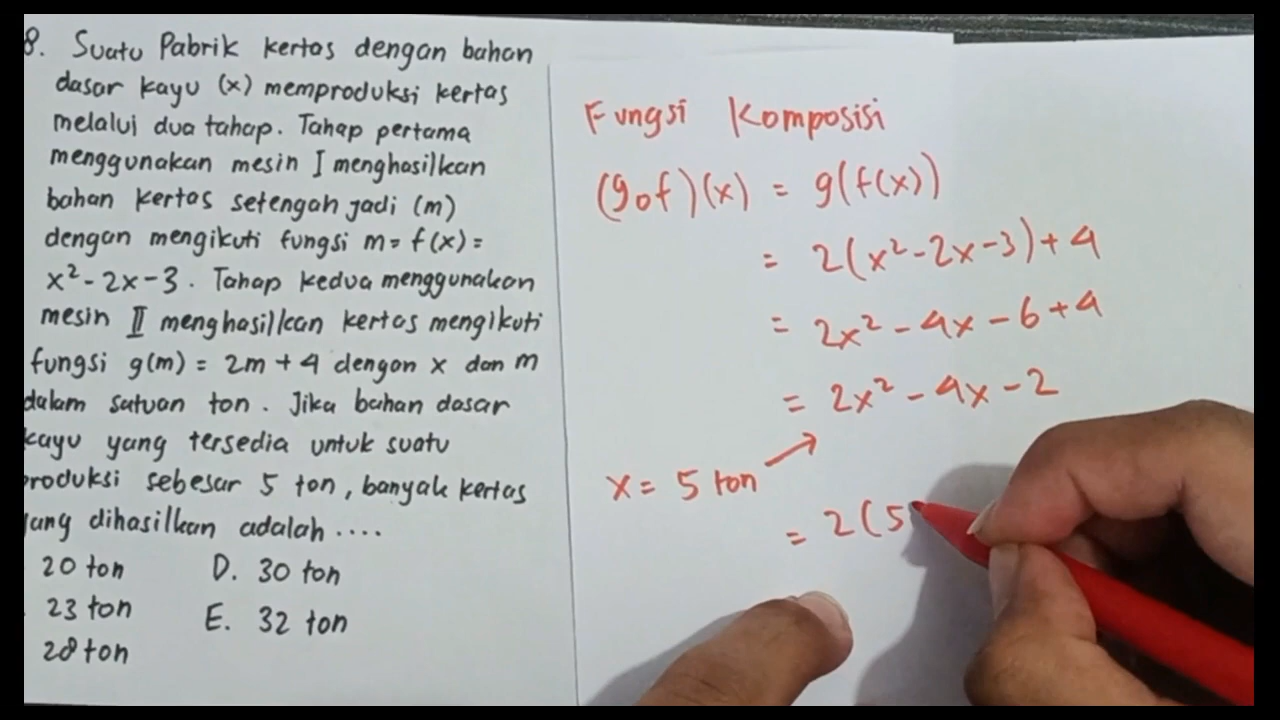 8. Suatu Pabrik kertas dengan bahan
dasar kayu (x) memproduksi kertas
melalui dua tahap. Tahap pertama
menggunakan mesin I menghasilkan
bahan kertas setengah jadi (m)
dengan mengikuti fungsi m = f(x) =
x² - 2x - 3. Tahap kedua menggunakan
mesin II menghasilkan kertas mengikuti
fungsi g(m) = 2m + 4 dengan x dan m
dalam satuan ton. Jika bahan dasar
kayu yang tersedia untuk suatu
produksi sebesar 5 ton, banyak kertas
yang dihasilkan adalah ....
20 ton D. 30 ton
23 ton E. 32 ton
28 ton
Fungsi Komposisi
(gof)(x) = g(f(x))
= 2(x² - 2x - 3) + 4
= 2x² - 4x - 6 + 4
= 2x² - 4x - 2
x = 5 ton →
= 2(5